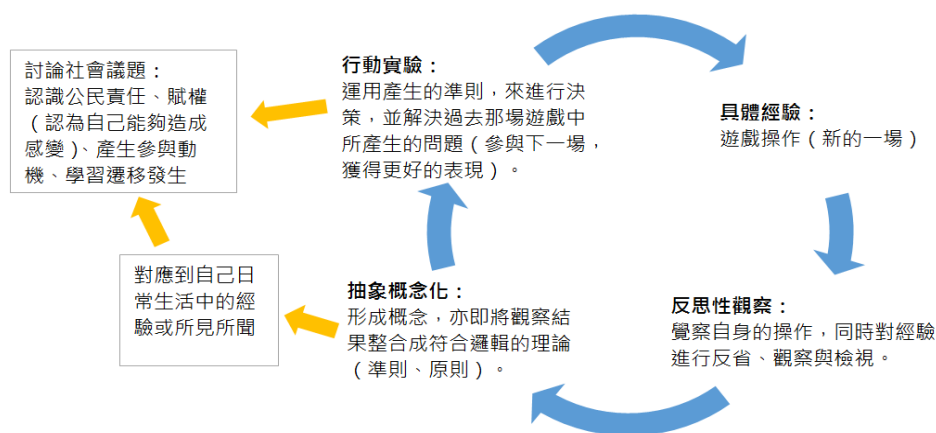 討論社會議題：
認識公民責任、賦權
（認為自己能夠造成
感變）、產生參與動
機、學習遷移發生
行動實驗：
運用產生的準則，來進行決
策，並解決過去那場遊戲中
所產生的問題（參與下一場，
獲得更好的表現）。
具體經驗：
遊戲操作（新的一場）
對應到自己日
常生活中的經
驗或所見所聞
抽象概念化：
形成概念，亦即將觀察結
果整合成符合邏輯的理論
（準則、原則）。
反思性觀察：
覺察自身的操作，同時對經驗
進行反省、觀察與檢視。